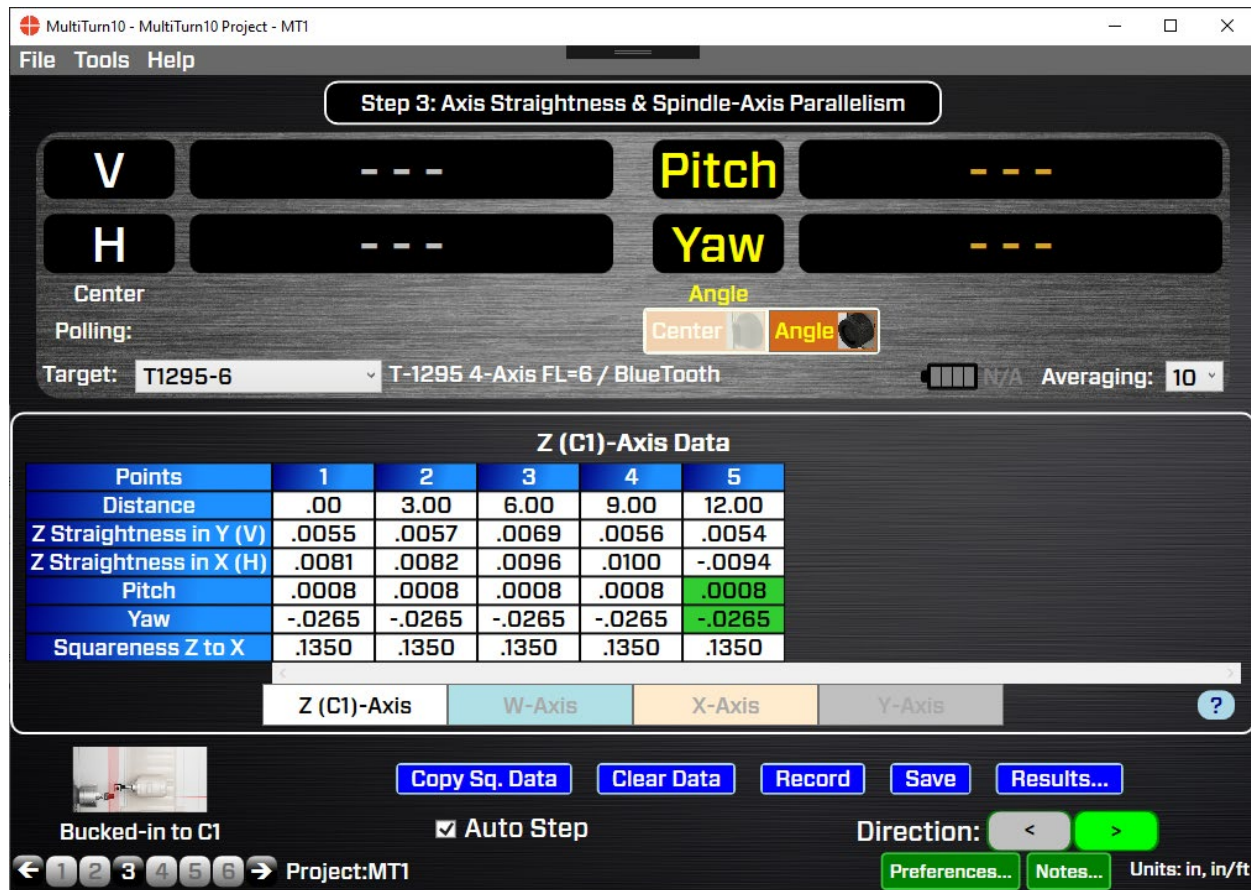 MultiTurn10 - MultiTurn10 Project - MT1
File Tools Help
Step 3: Axis Straightness & Spindle-Axis Parallelism
V - - - Pitch - - -
H - - - Yaw - - -
Center Angle
Polling: Center Angle
Target: T1295-6 T-1295 4-Axis FL=6 / BlueTooth N/A Averaging: 10
Z (C1)-Axis Data
Points 1 2 3 4 5
Distance .00 3.00 6.00 9.00 12.00
Z Straightness in Y (V) .0055 .0057 .0069 .0056 .0054
Z Straightness in X (H) .0081 .0082 .0096 .0100 -.0094
Pitch .0008 .0008 .0008 .0008 .0008
Yaw -.0265 -.0265 -.0265 -.0265 -.0265
Squareness Z to X .1350 .1350 .1350 .1350 .1350
Z (C1)-Axis W-Axis X-Axis Y-Axis ?
Copy Sq. Data Clear Data Record Save Results...
Bucked-in to C1 Auto Step Direction: < >
1 2 3 4 5 6 Project:MT1 Preferences... Notes... Units: in, in/ft